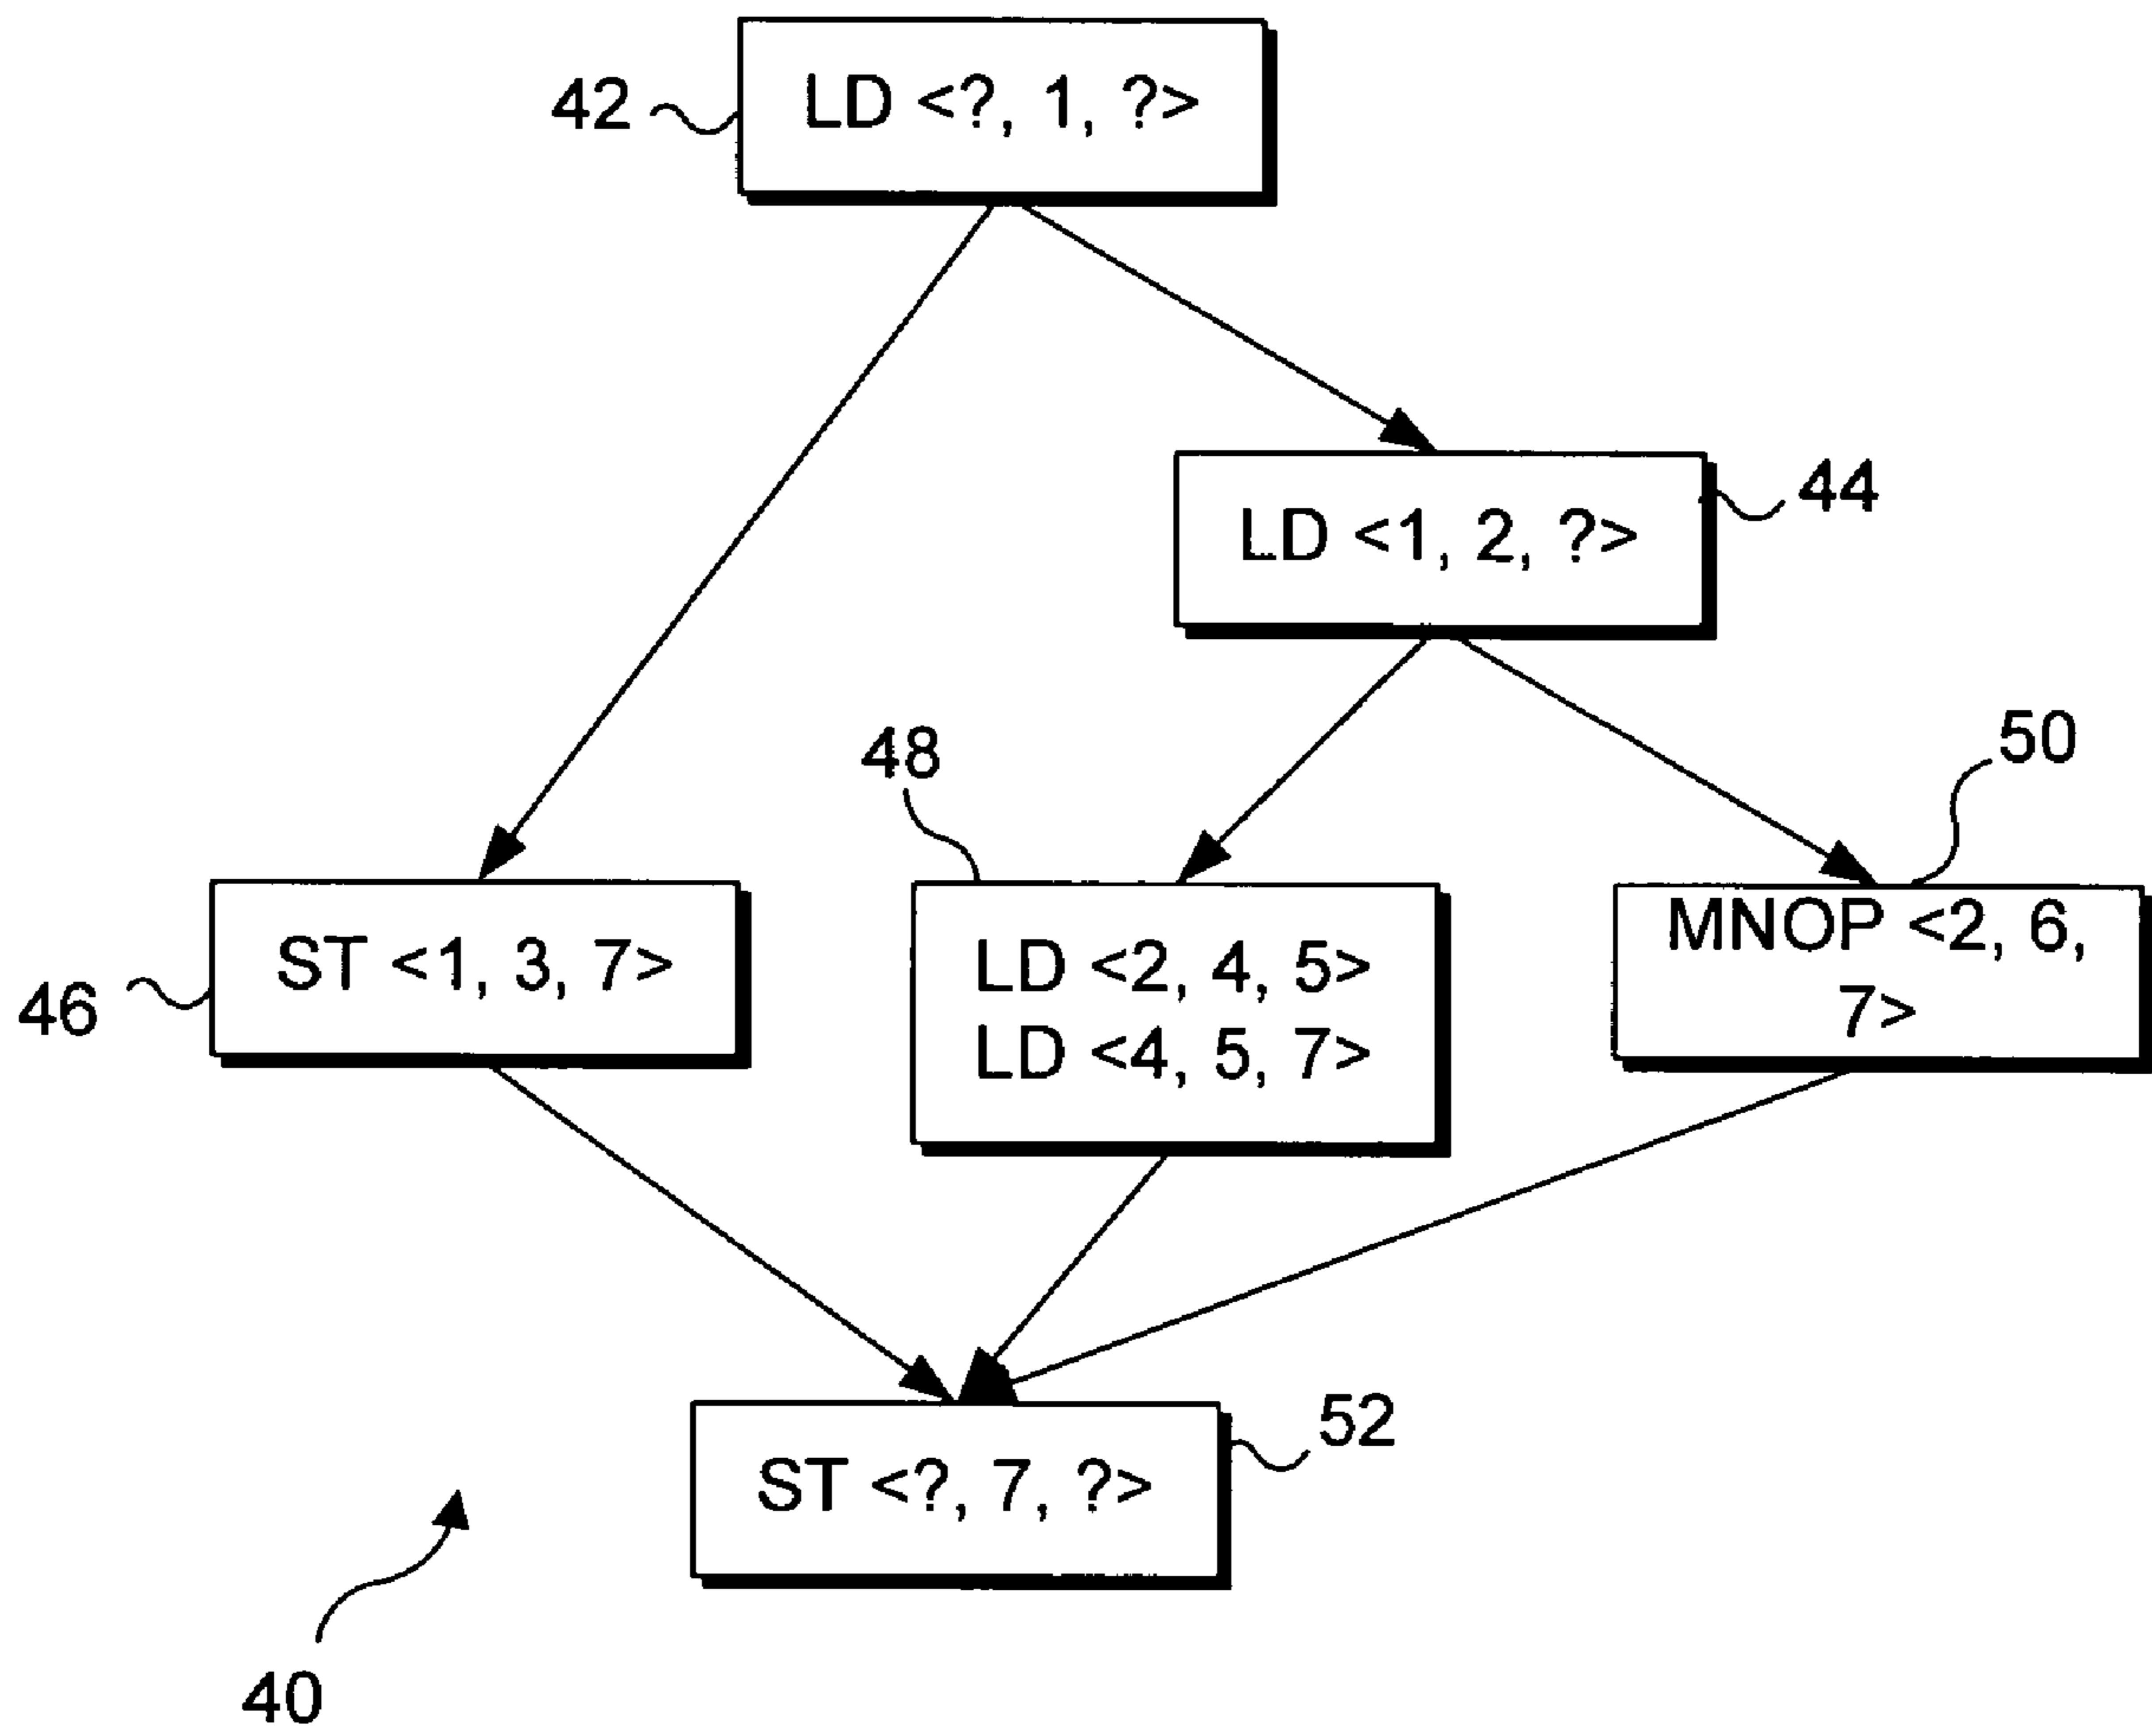 42
LD <?, 1, ?>
44
LD <1, 2, ?>
46
ST <1, 3, 7>
48
LD <2, 4, 5>
LD <4, 5, 7>
50
MNOP <2, 6,
7>
52
ST <?, 7, ?>
40